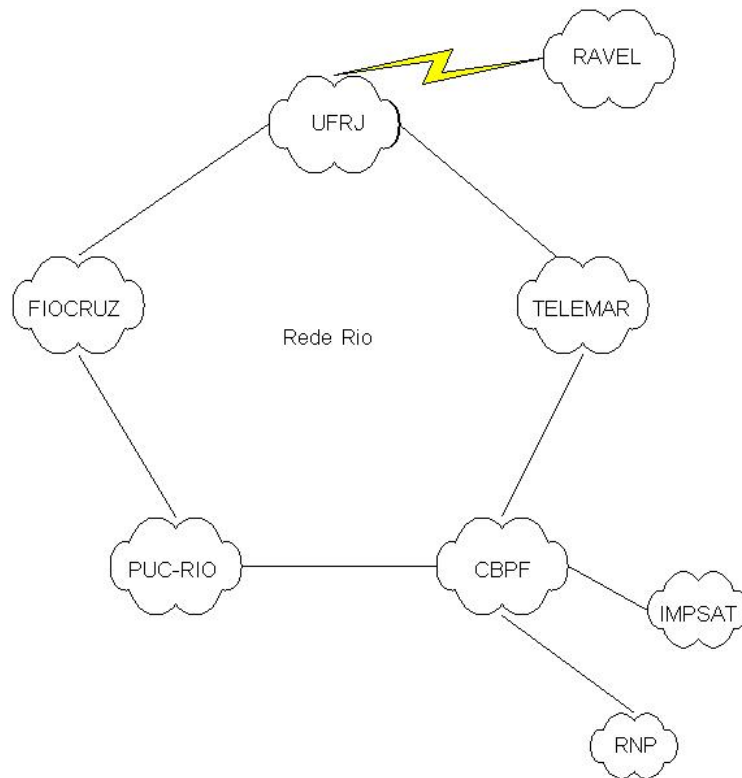 RAVEL
UFRJ
FIOCRUZ
TELEMAR
Rede Rio
PUC-RIO
CBPF
IMPSAT
RNP